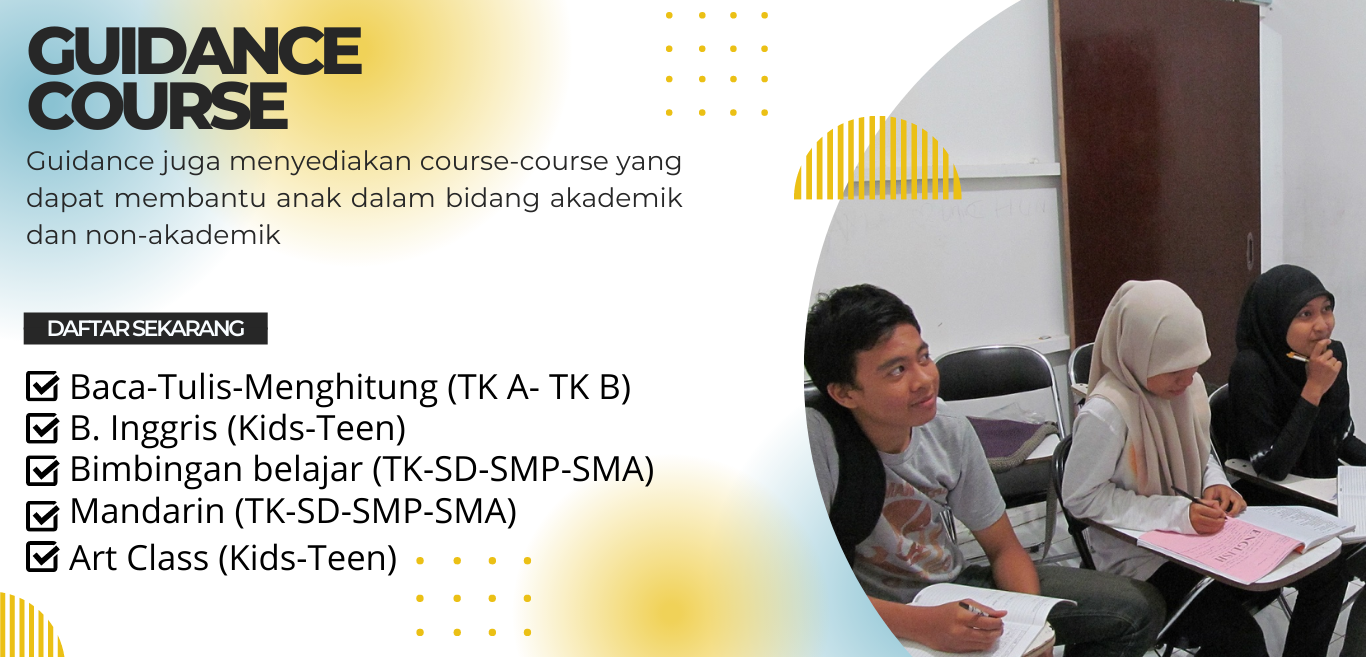 GUIDANCE
COURSE
Guidance juga menyediakan course-course yang
dapat membantu anak dalam bidang akademik
dan non-akademik
DAFTAR SEKARANG
Baca-Tulis-Menghitung (TK A- TK B)
B. Inggris (Kids-Teen)
Bimbingan belajar (TK-SD-SMP-SMA)
Mandarin (TK-SD-SMP-SMA)
Art Class (Kids-Teen)
ENGLISH